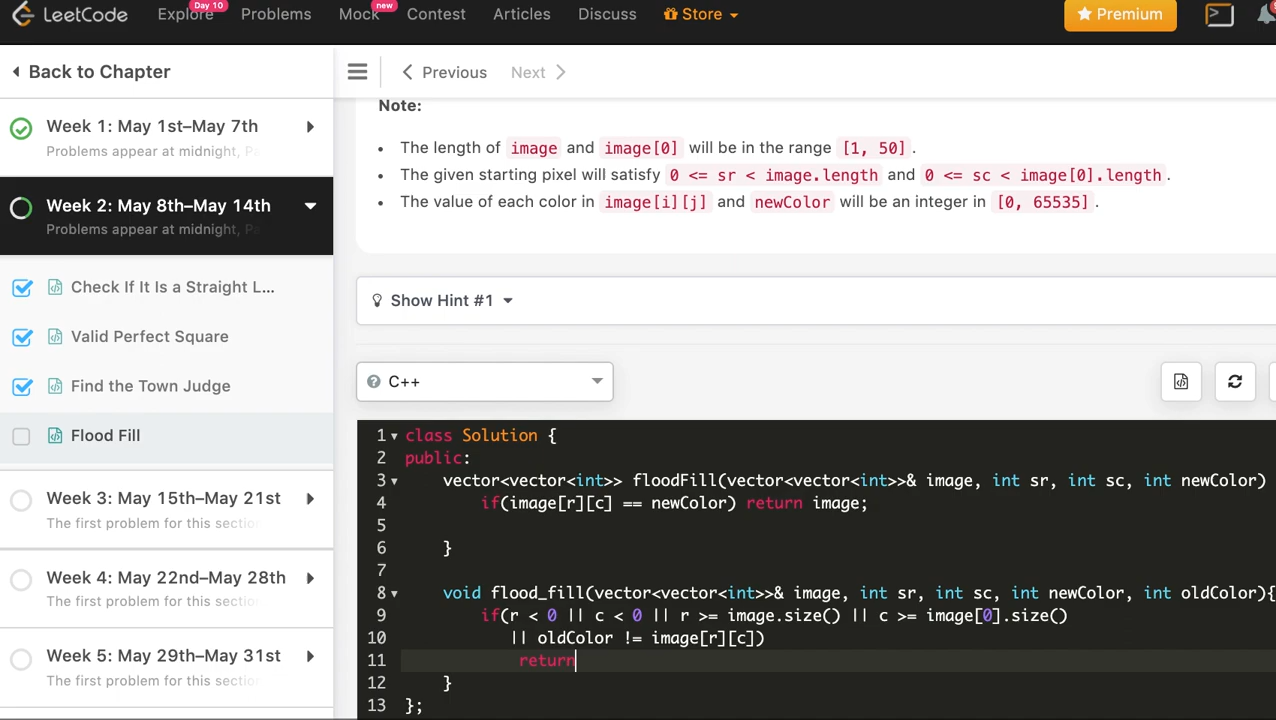 LeetCode Explore Day 10 Problems Mock new Contest Articles Discuss Store Premium
Back to Chapter
Previous Next
Week 1: May 1st–May 7th
Problems appear at midnight,
Week 2: May 8th–May 14th
Problems appear at midnight,
Check If It Is a Straight L...
Valid Perfect Square
Find the Town Judge
Flood Fill
Week 3: May 15th–May 21st
The first problem for this section
Week 4: May 22nd–May 28th
The first problem for this section
Week 5: May 29th–May 31st
The first problem for this section
Note:
• The length of image and image[0] will be in the range [1, 50] .
• The given starting pixel will satisfy 0 <= sr < image.length and 0 <= sc < image[0].length .
• The value of each color in image[i][j] and newColor will be an integer in [0, 65535] .
Show Hint #1
C++
1 class Solution {
2 public:
3     vector<vector<int>> floodFill(vector<vector<int>>& image, int sr, int sc, int newColor)
4         if(image[r][c] == newColor) return image;
5
6     }
7
8     void flood_fill(vector<vector<int>>& image, int sr, int sc, int newColor, int oldColor){
9         if(r < 0 || c < 0 || r >= image.size() || c >= image[0].size()
10            || oldColor != image[r][c])
11             return
12     }
13 };